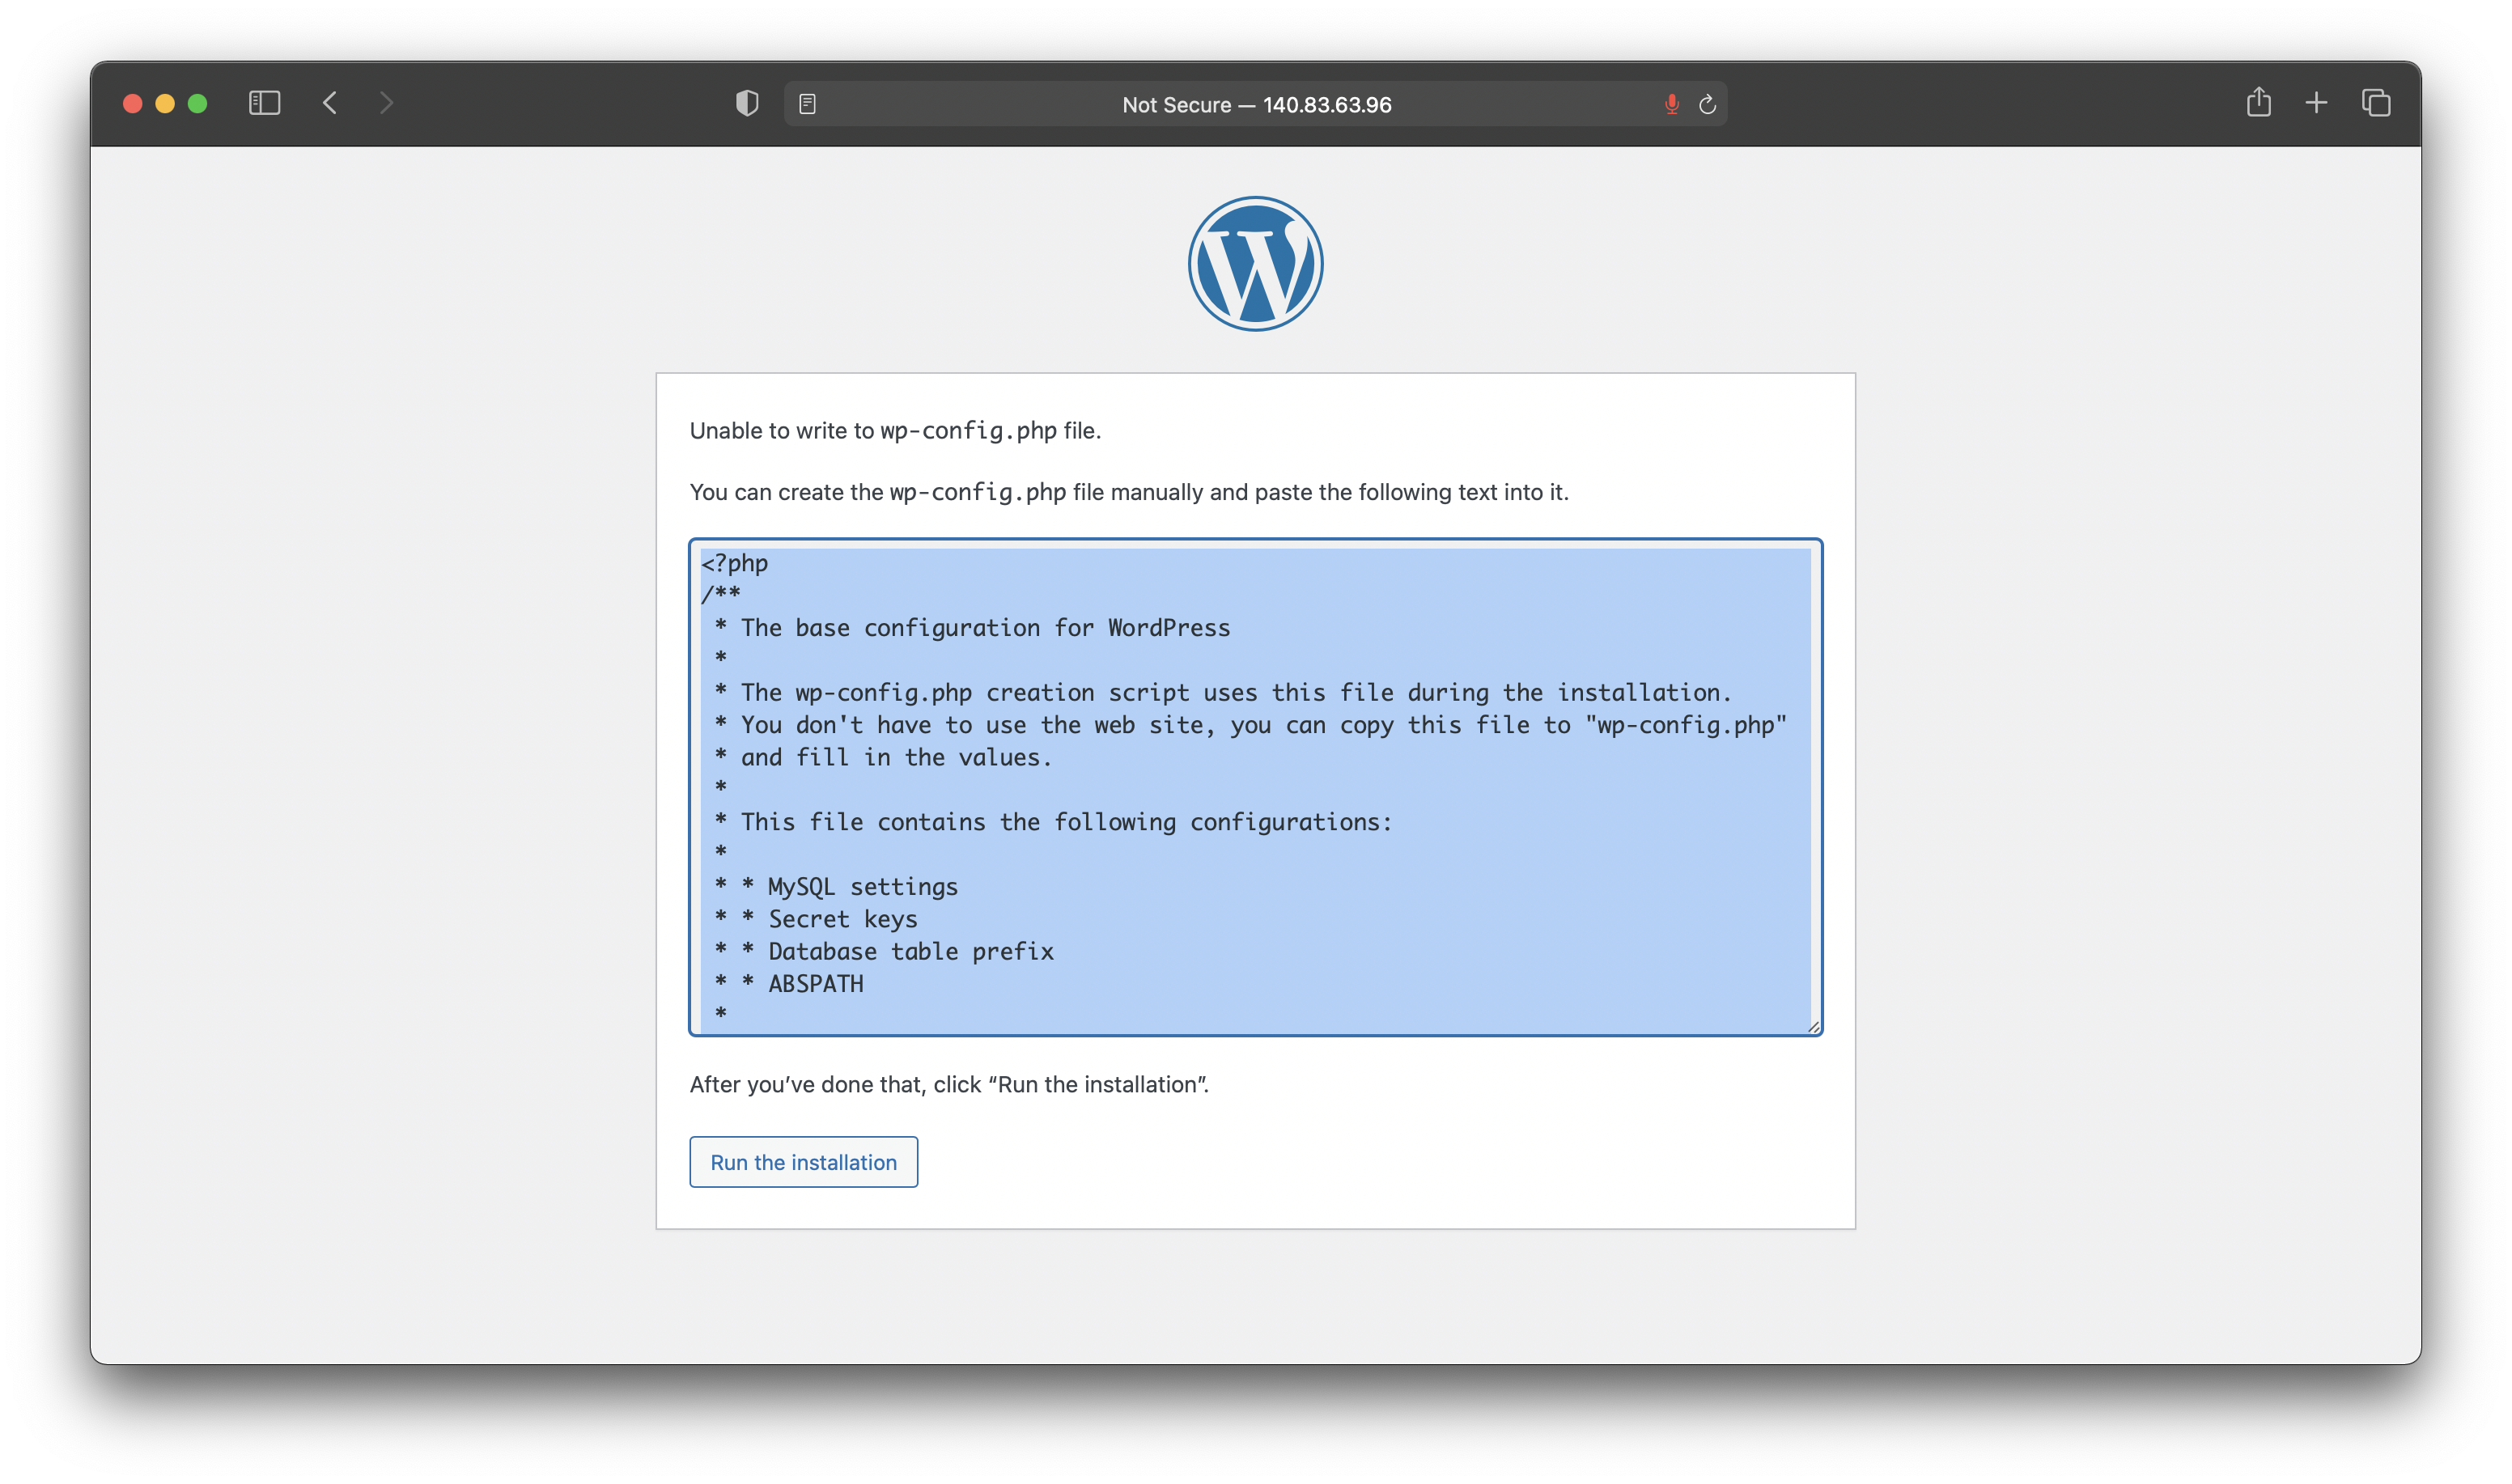 Not Secure — 140.83.63.96
Unable to write to wp-config.php file.
You can create the wp-config.php file manually and paste the following text into it.
<?php
/**
 * The base configuration for WordPress
 *
 * The wp-config.php creation script uses this file during the installation.
 * You don't have to use the web site, you can copy this file to "wp-config.php"
 * and fill in the values.
 *
 * This file contains the following configurations:
 *
 * * MySQL settings
 * * Secret keys
 * * Database table prefix
 * * ABSPATH
 *
After you’ve done that, click “Run the installation”.
Run the installation